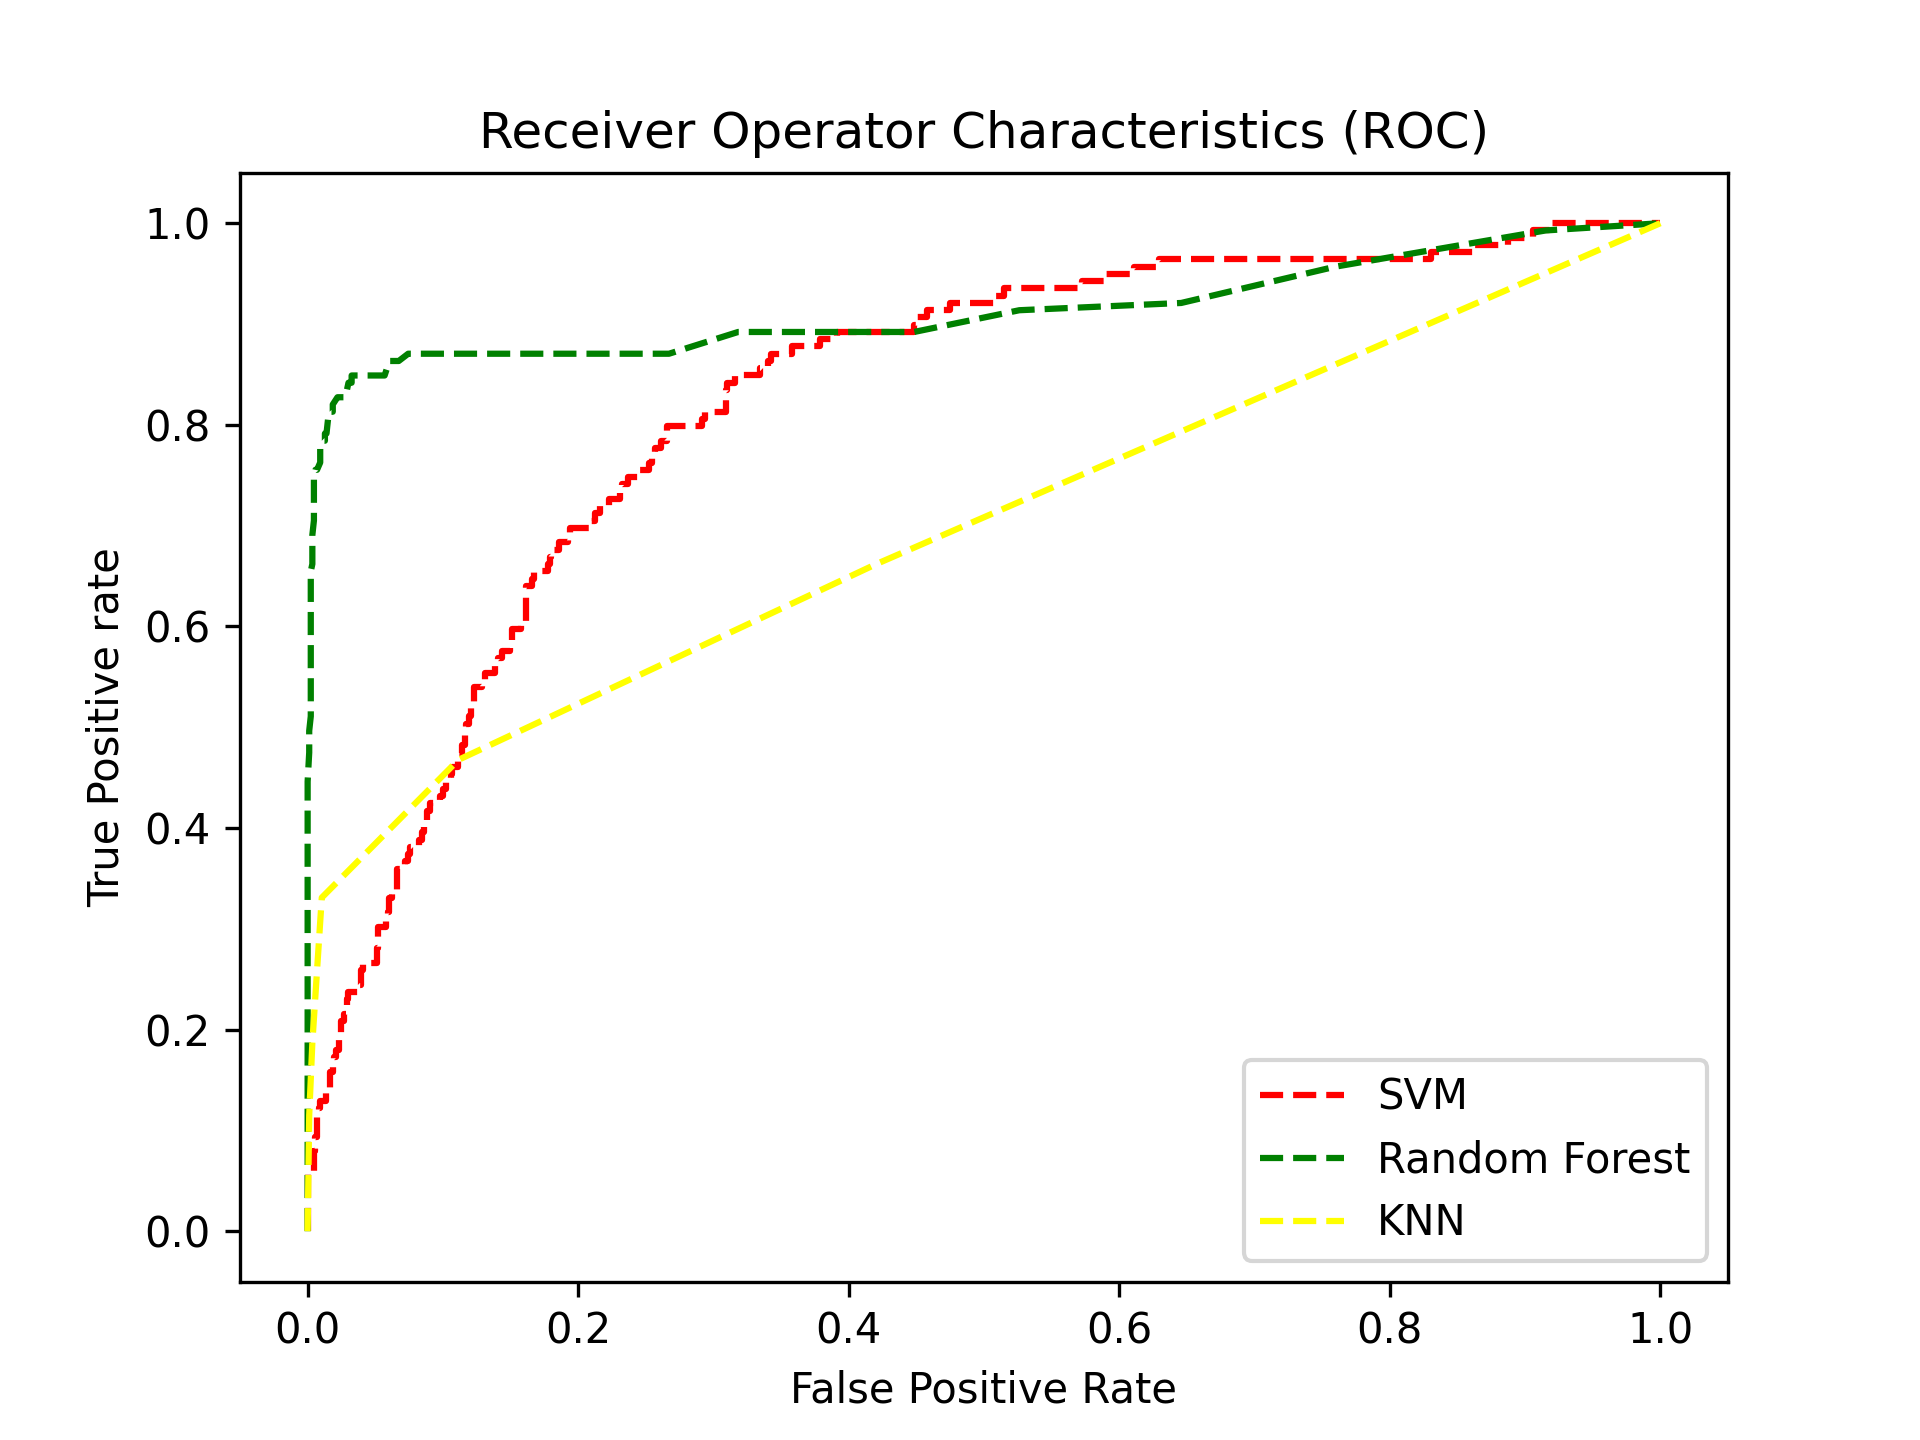 Receiver Operator Characteristics (ROC)
True Positive rate
1.0
0.8
0.6
0.4
0.2
0.0
SVM
Random Forest
KNN
0.0 0.2 0.4 0.6 0.8 1.0
False Positive Rate